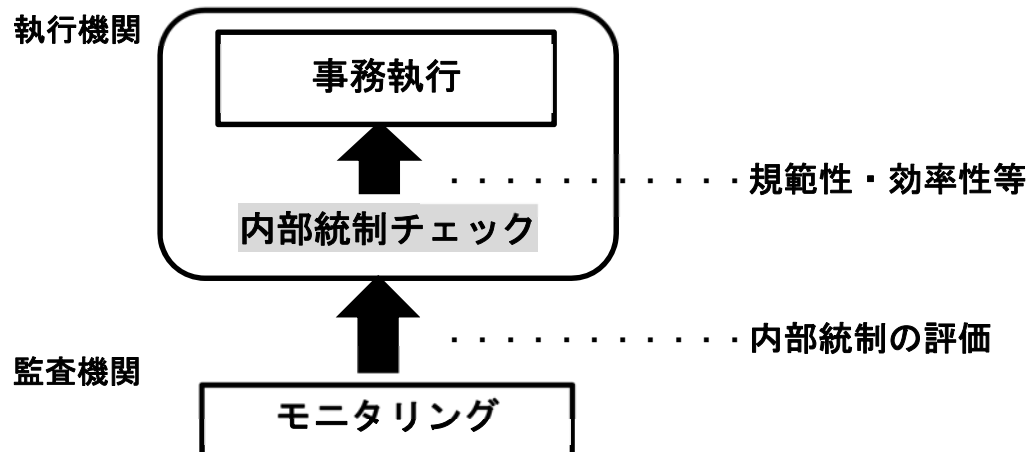 執行機関
事務執行
・・・・・・・・・・・規範性・効率性等
内部統制チェック
・・・・・・・・・・・内部統制の評価
監査機関
モニタリング